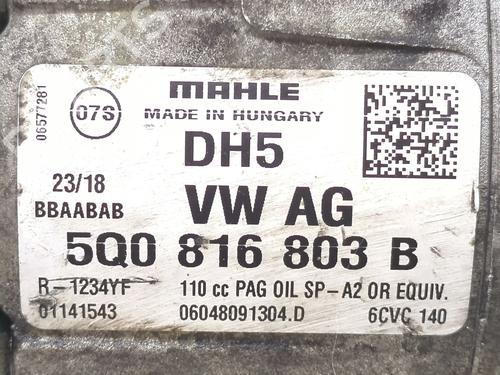 MAHLE
06577281
07S
MADE IN HUNGARY
DH5
23/18
BBAABAB
VW AG
5Q0 816 803 B
R-1234YF 110 cc PAG OIL SP-A2 OR EQUIV.
01141543 06048091304.D 6CVC 140